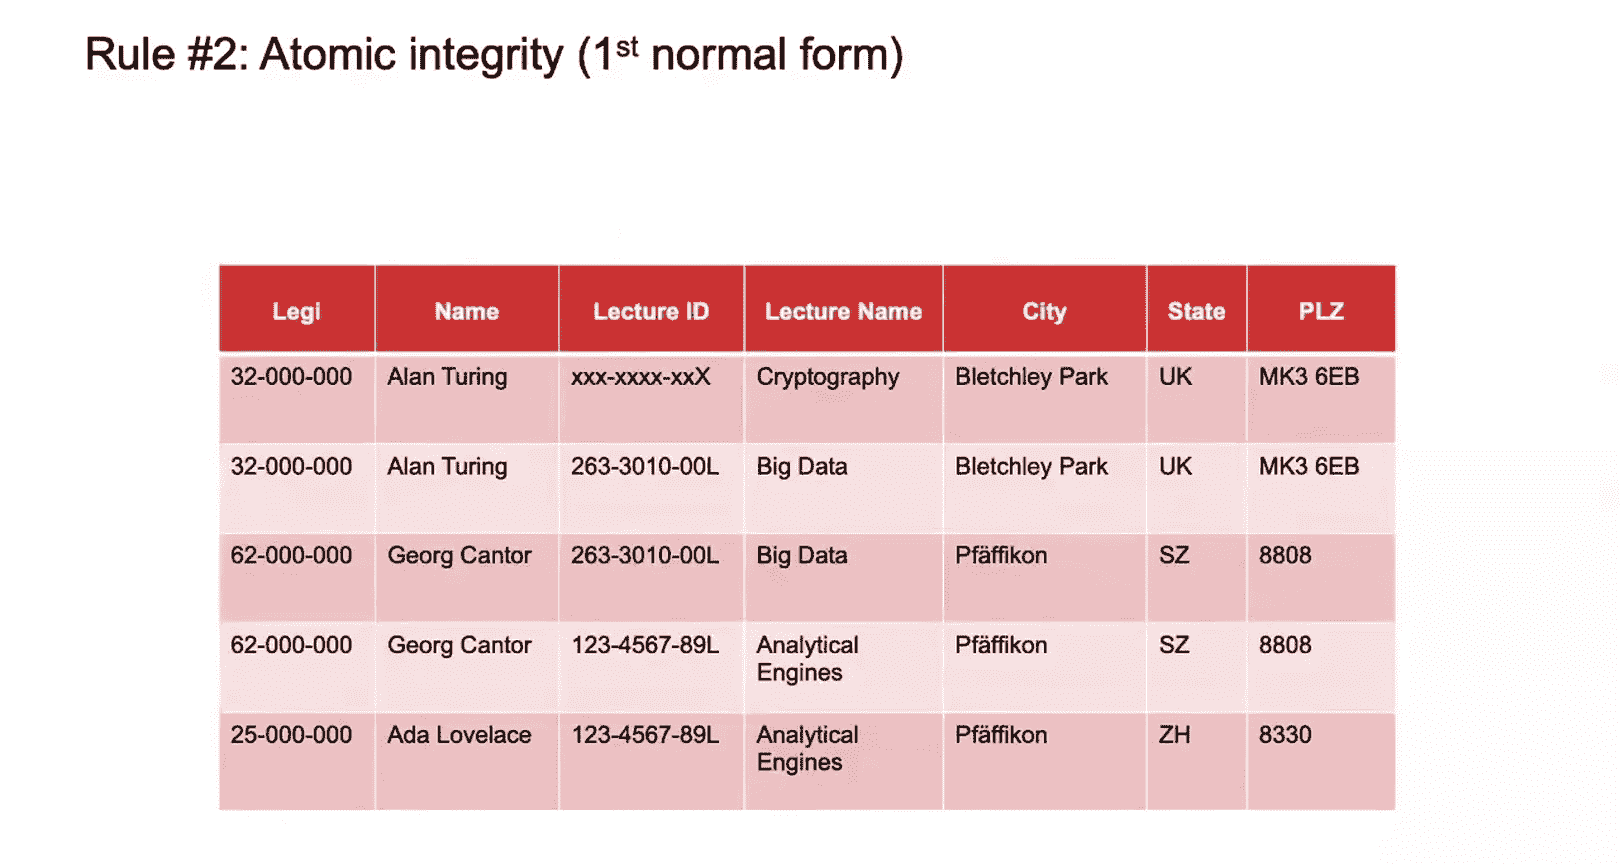 Rule #2: Atomic integrity (1st normal form)
Legi Name Lecture ID Lecture Name City State PLZ
32-000-000 Alan Turing xxx-xxxx-xxX Cryptography Bletchley Park UK MK3 6EB
32-000-000 Alan Turing 263-3010-00L Big Data Bletchley Park UK MK3 6EB
62-000-000 Georg Cantor 263-3010-00L Big Data Pfäffikon SZ 8808
62-000-000 Georg Cantor 123-4567-89L Analytical Pfäffikon SZ 8808
Engines
25-000-000 Ada Lovelace 123-4567-89L Analytical Pfäffikon ZH 8330
Engines